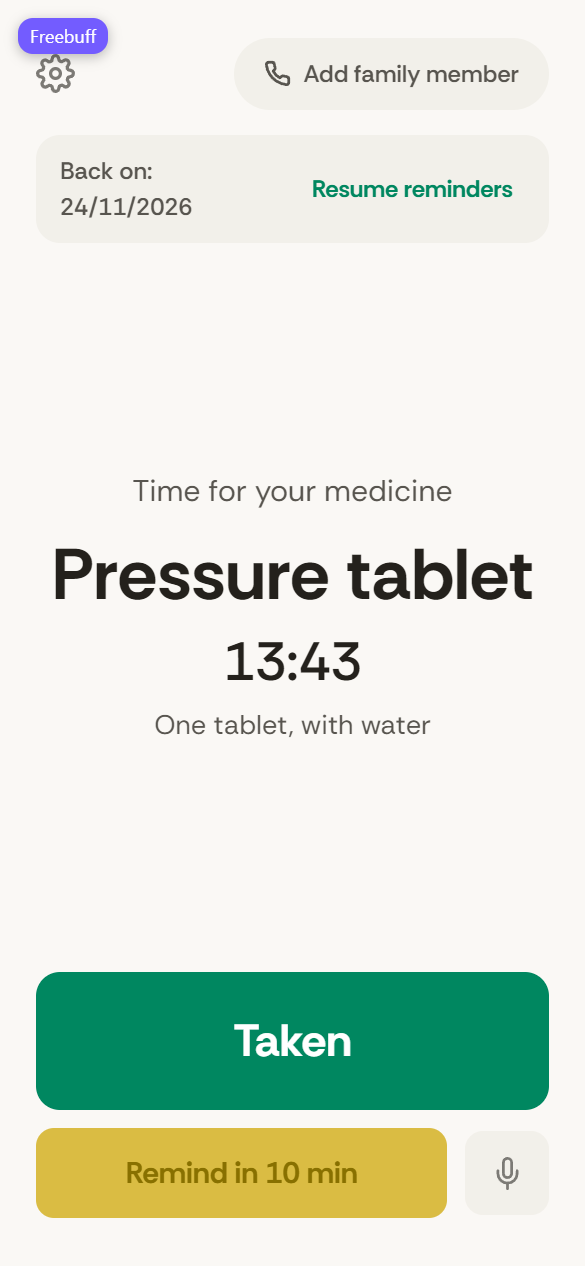 Freebuff
Add family member
Back on:
24/11/2026
Resume reminders
Time for your medicine
Pressure tablet
13:43
One tablet, with water
Taken
Remind in 10 min